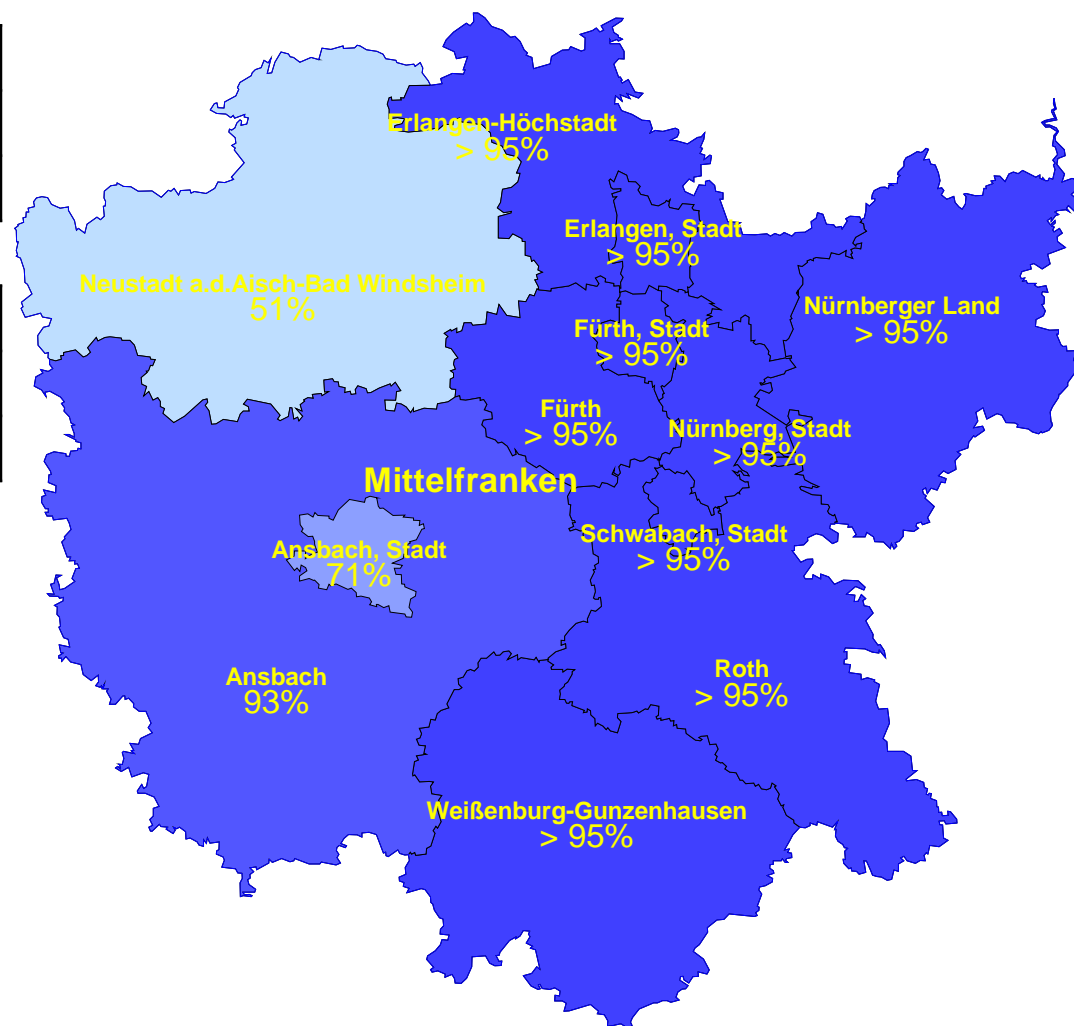 Erlangen-Höchstadt
> 95%
Erlangen, Stadt
> 95%
Neustadt a.d.Aisch-Bad Windsheim
51%
Nürnberger Land
> 95%
Fürth, Stadt
> 95%
Fürth
> 95%
Nürnberg, Stadt
> 95%
Mittelfranken
Schwabach, Stadt
> 95%
Ansbach, Stadt
71%
Roth
> 95%
Ansbach
93%
Weißenburg-Gunzenhausen
> 95%